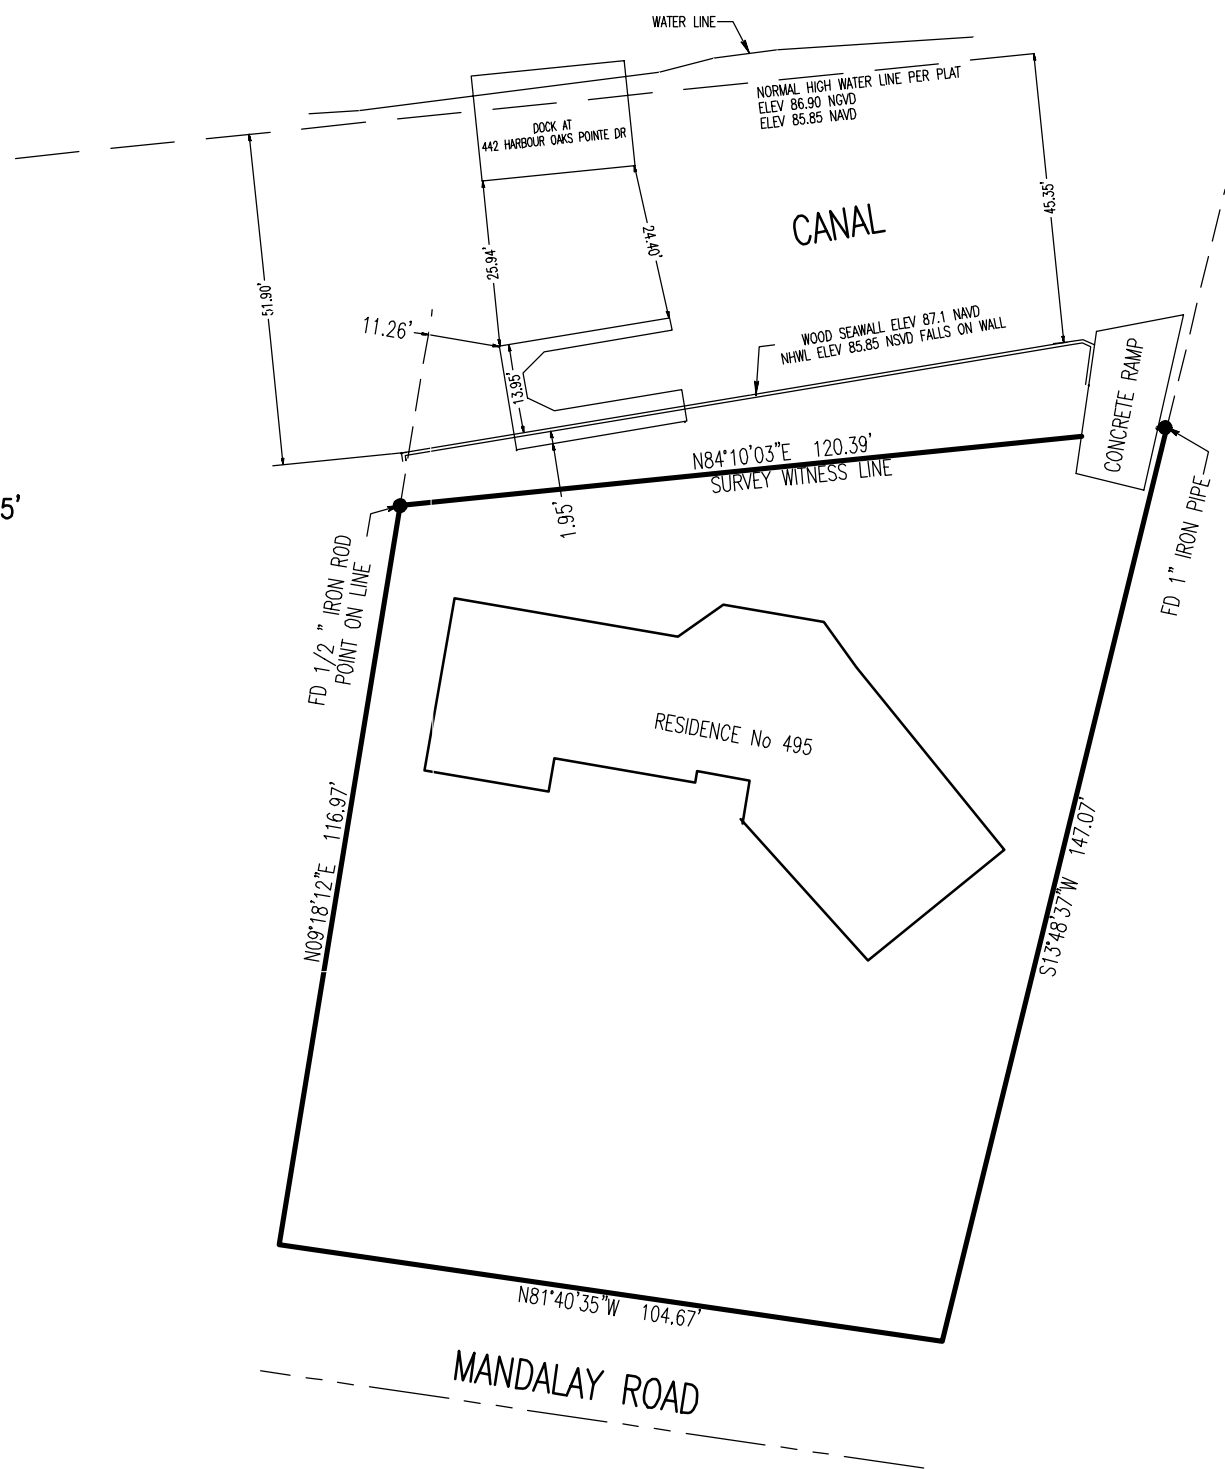 WATER LINE
NORMAL HIGH WATER LINE PER PLAT
ELEV 86.90 NGVD
ELEV 85.85 NAVD
DOCK AT
442 HARBOUR OAKS POINTE DR
45.35'
CANAL
24.40'
25.94'
51.90'
11.26'
WOOD SEAWALL ELEV 87.1 NAVD
NHWL ELEV 85.85 NSVD FALLS ON WALL
CONCRETE RAMP
13.95'
N84°10'03"E 120.39'
SURVEY WITNESS LINE
5'
1.95'
FD 1" IRON PIPE
FD 1/2 " IRON ROD
POINT ON LINE
RESIDENCE No 495
N09°18'12"E 116.97'
S13°48'37"W 147.07'
N81°40'35"W 104.67'
MANDALAY ROAD